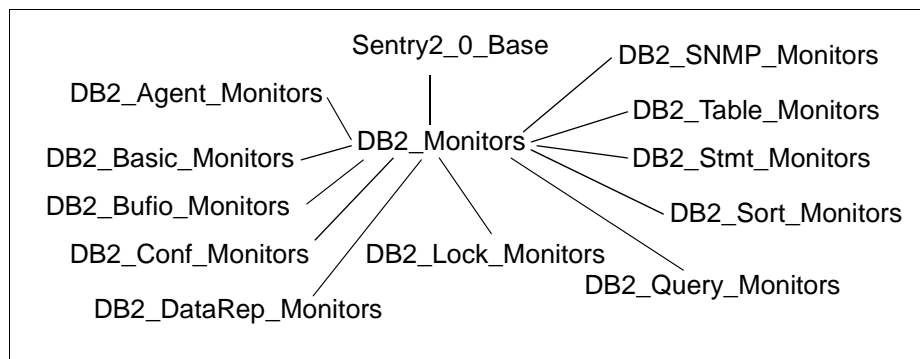 Sentry2_0_Base
DB2_SNMP_Monitors
DB2_Agent_Monitors
DB2_Table_Monitors
DB2_Monitors
DB2_Basic_Monitors
DB2_Stmt_Monitors
DB2_Bufio_Monitors
DB2_Sort_Monitors
DB2_Conf_Monitors
DB2_Lock_Monitors
DB2_Query_Monitors
DB2_DataRep_Monitors